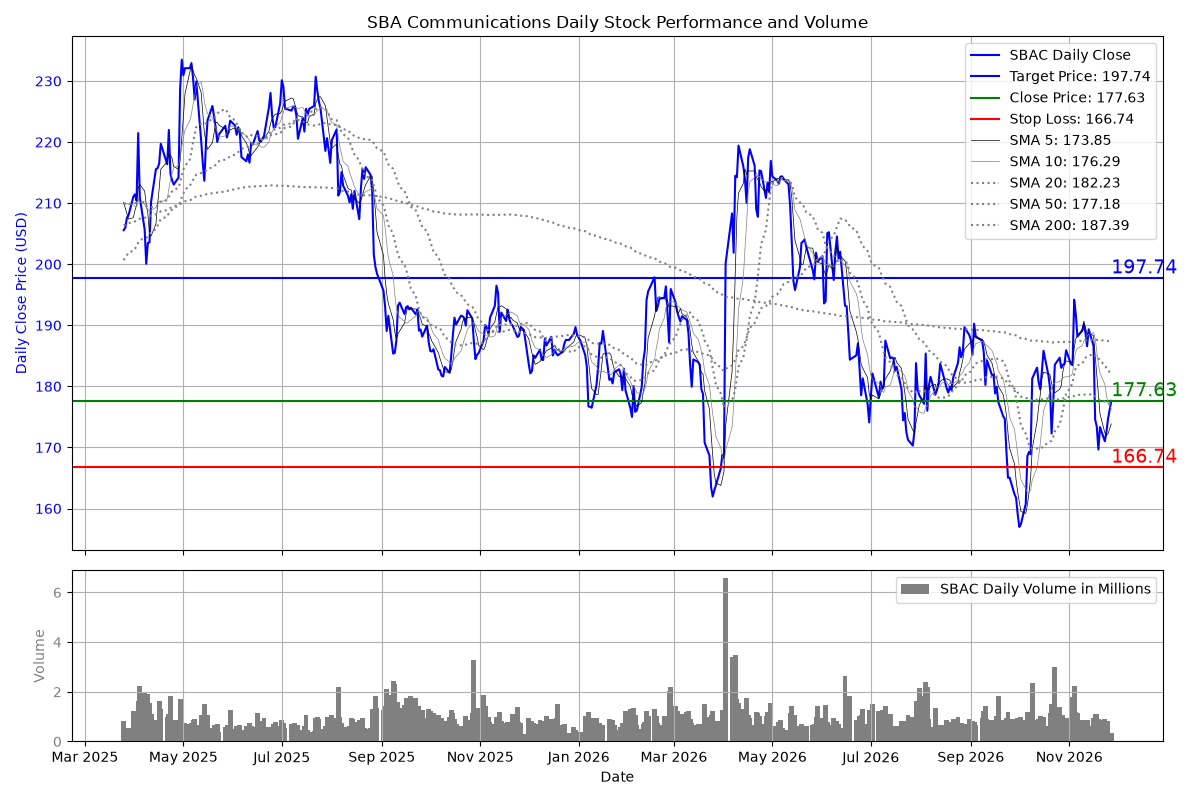 SBA Communications Daily Stock Performance and Volume
Daily Close Price (USD)
230
220
210
200
190
180
170
160
SBAC Daily Close
Target Price: 197.74
Close Price: 177.63
Stop Loss: 166.74
SMA 5: 173.85
SMA 10: 176.29
SMA 20: 182.23
SMA 50: 177.18
SMA 200: 187.39
197.74
177.63
166.74
Volume
6
4
2
0
SBAC Daily Volume in Millions
Mar 2025
May 2025
Jul 2025
Sep 2025
Nov 2025
Jan 2026
Mar 2026
May 2026
Jul 2026
Sep 2026
Nov 2026
Date